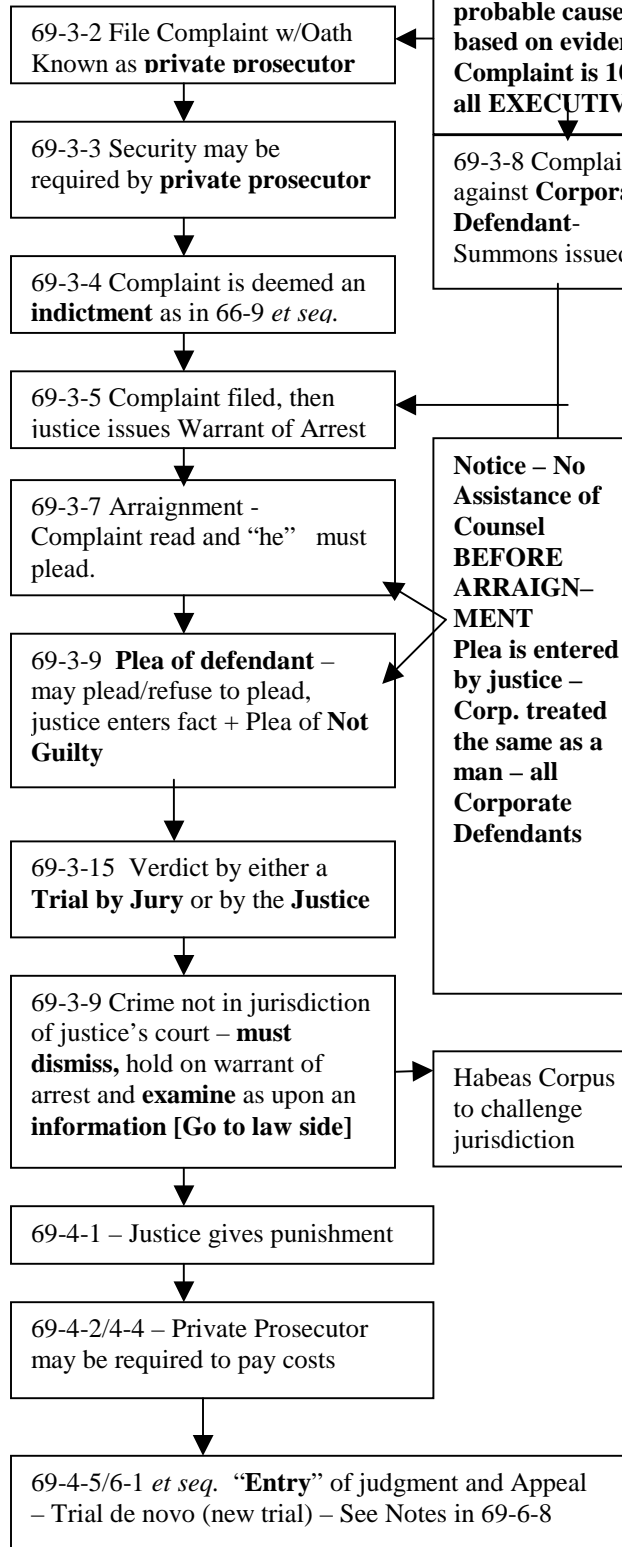 69-3-2 File Complaint w/Oath
Known as private prosecutor
69-3-3 Security may be
required by private prosecutor
69-3-4 Complaint is deemed an
indictment as in 66-9 et seq.
69-3-5 Complaint filed, then
justice issues Warrant of Arrest
69-3-7 Arraignment -
Complaint read and “he” must
plead.
69-3-9 Plea of defendant –
may plead/refuse to plead,
justice enters fact + Plea of Not
Guilty
69-3-15 Verdict by either a
Trial by Jury or by the Justice
69-3-9 Crime not in jurisdiction
of justice’s court – must
dismiss, hold on warrant of
arrest and examine as upon an
information [Go to law side]
69-4-1 – Justice gives punishment
69-4-2/4-4 – Private Prosecutor
may be required to pay costs
69-4-5/6-1 et seq. “Entry” of judgment and Appeal
– Trial de novo (new trial) – See Notes in 69-6-8
probable cause
based on
Complaint is
all
69-3-8
against
Defendant-
Summons issued
Notice – No
Assistance of
Counsel
BEFORE
ARRAIGN–
MENT
Plea is entered
by justice –
Corp. treated
the same as a
man – all
Corporate
Defendants
Habeas Corpus
to challenge
jurisdiction